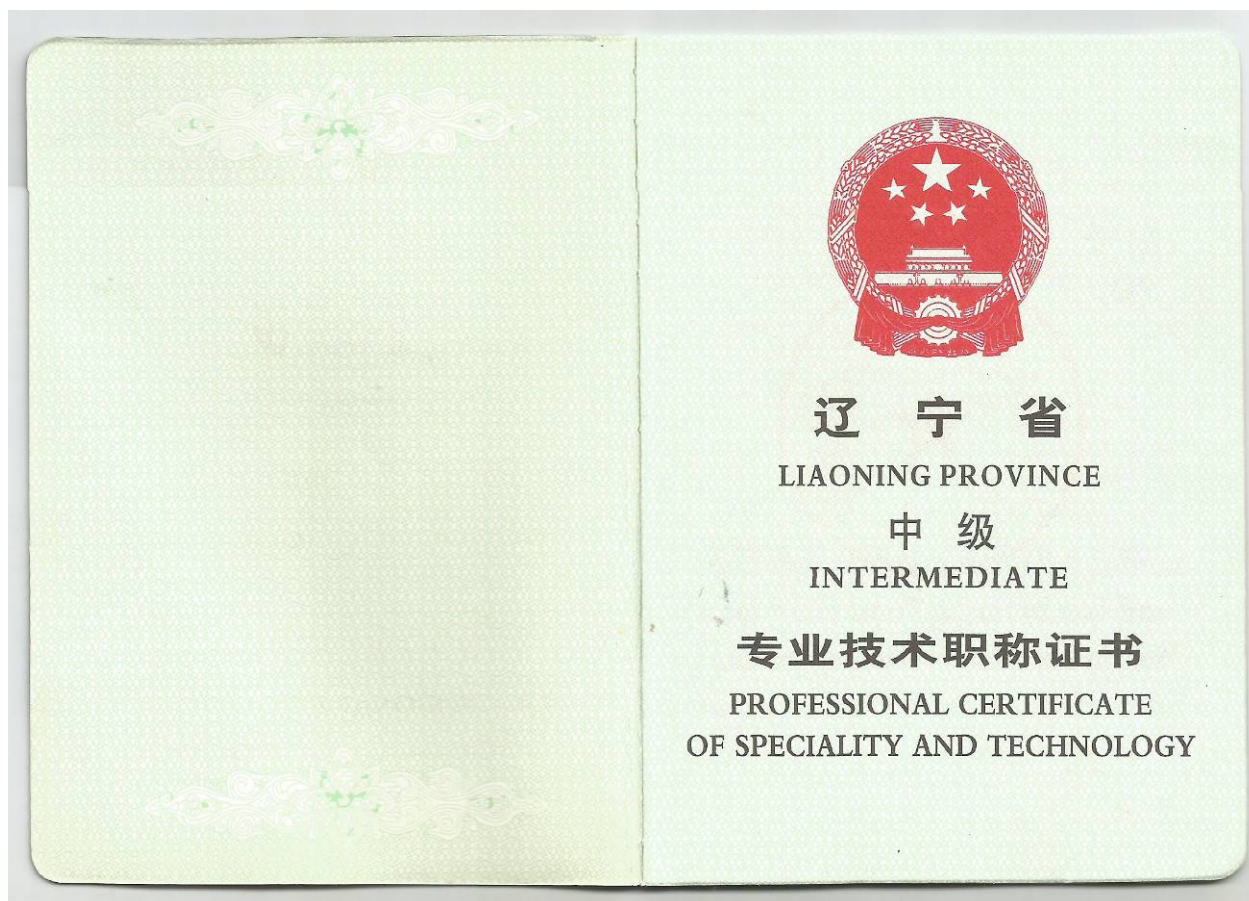 辽宁省
LIAONING PROVINCE
中级
INTERMEDIATE
专业技术职称证书
PROFESSIONAL CERTIFICATE
OF SPECIALITY AND TECHNOLOGY